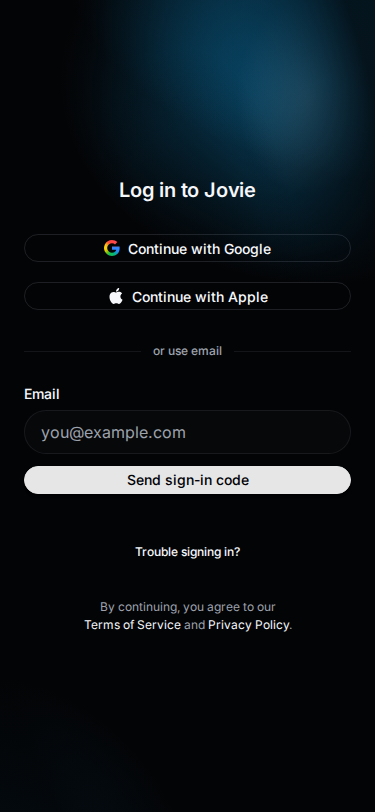 Log in to Jovie
Continue with Google
Continue with Apple
or use email
Email
you@example.com
Send sign-in code
Trouble signing in?
By continuing, you agree to our
Terms of Service and Privacy Policy.